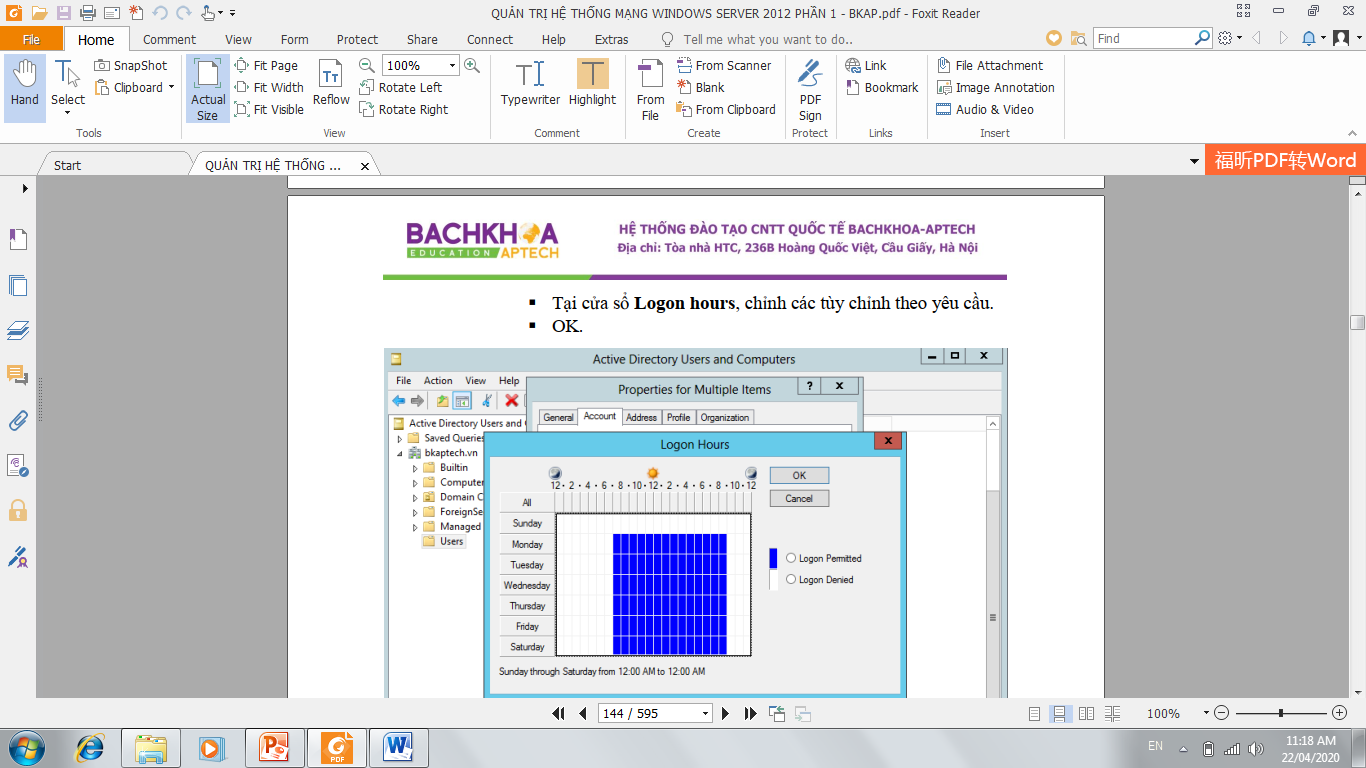 QUẢN TRỊ HỆ THỐNG MẠNG WINDOWS SERVER 2012 PHẦN 1 - BKAP.pdf - Foxit Reader
File Home Comment View Form Protect Share Connect Help Extras Tell me what you want to do.. Find
Hand
Select
SnapShot
Clipboard
Tools
Actual Size
Fit Page
Fit Width
Fit Visible
Reflow
100%
Rotate Left
Rotate Right
View
Typewriter
Highlight
Comment
From File
From Scanner
Blank
From Clipboard
Create
PDF Sign
Protect
Link
Bookmark
Links
File Attachment
Image Annotation
Audio & Video
Insert
Start
QUẢN TRỊ HỆ THỐNG ...
福昕PDF转Word
BACHKHOA
EDUCATION APTECH
HỆ THỐNG ĐÀO TẠO CNTT QUỐC TẾ BACHKHOA-APTECH
Địa chỉ: Tòa nhà HTC, 236B Hoàng Quốc Việt, Cầu Giấy, Hà Nội
▪ Tại cửa sổ Logon hours, chỉnh các tùy chỉnh theo yêu cầu.
▪ OK.
Active Directory Users and Computers
File Action View Help
Properties for Multiple Items
General Account Address Profile Organization
Active Directory Users and
Saved Queries
bkaptech.vn
Builtin
Computer
Domain C
ForeignSe
Managed
Users
Logon Hours
12 • 2 • 4 • 6 • 8 • 10 • 12 • 2 • 4 • 6 • 8 • 10 • 12
All
Sunday
Monday
Tuesday
Wednesday
Thursday
Friday
Saturday
OK
Cancel
Logon Permitted
Logon Denied
Sunday through Saturday from 12:00 AM to 12:00 AM
144 / 595
100%
PDF
EN
11:18 AM
22/04/2020